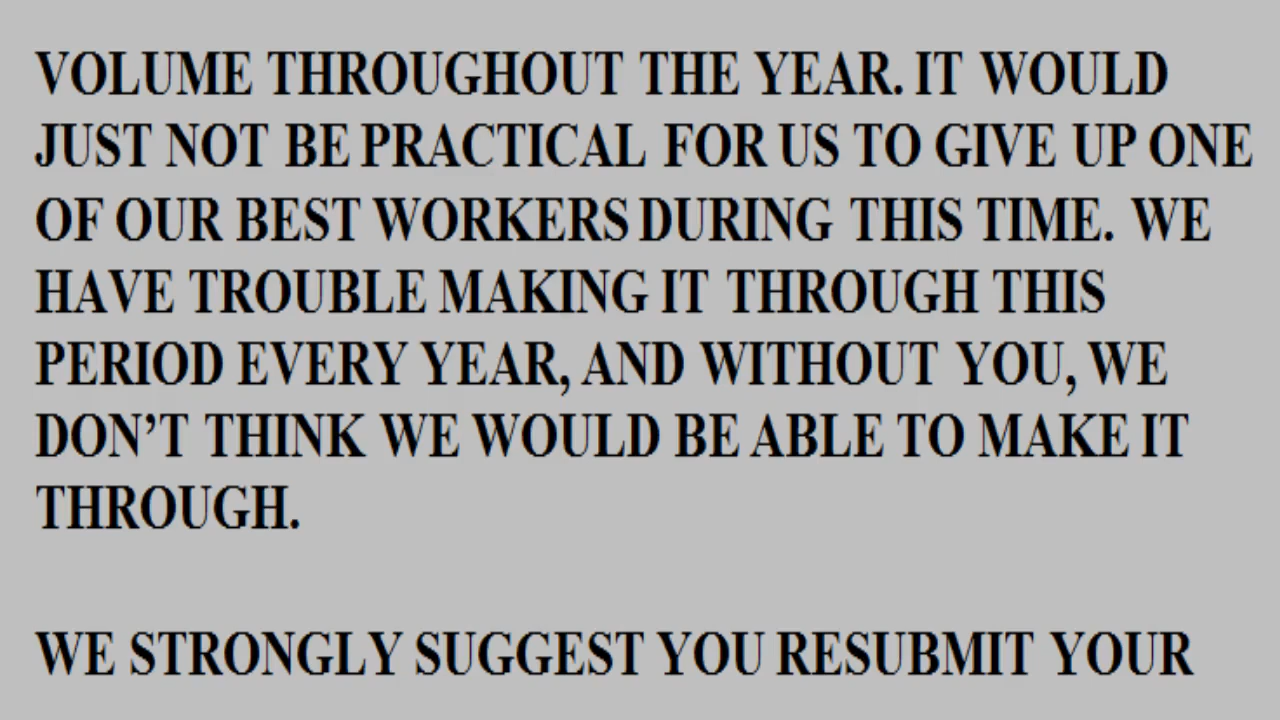 VOLUME THROUGHOUT THE YEAR. IT WOULD
JUST NOT BE PRACTICAL FOR US TO GIVE UP ONE
OF OUR BEST WORKERS DURING THIS TIME. WE
HAVE TROUBLE MAKING IT THROUGH THIS
PERIOD EVERY YEAR, AND WITHOUT YOU, WE
DON’T THINK WE WOULD BE ABLE TO MAKE IT
THROUGH.
WE STRONGLY SUGGEST YOU RESUBMIT YOUR